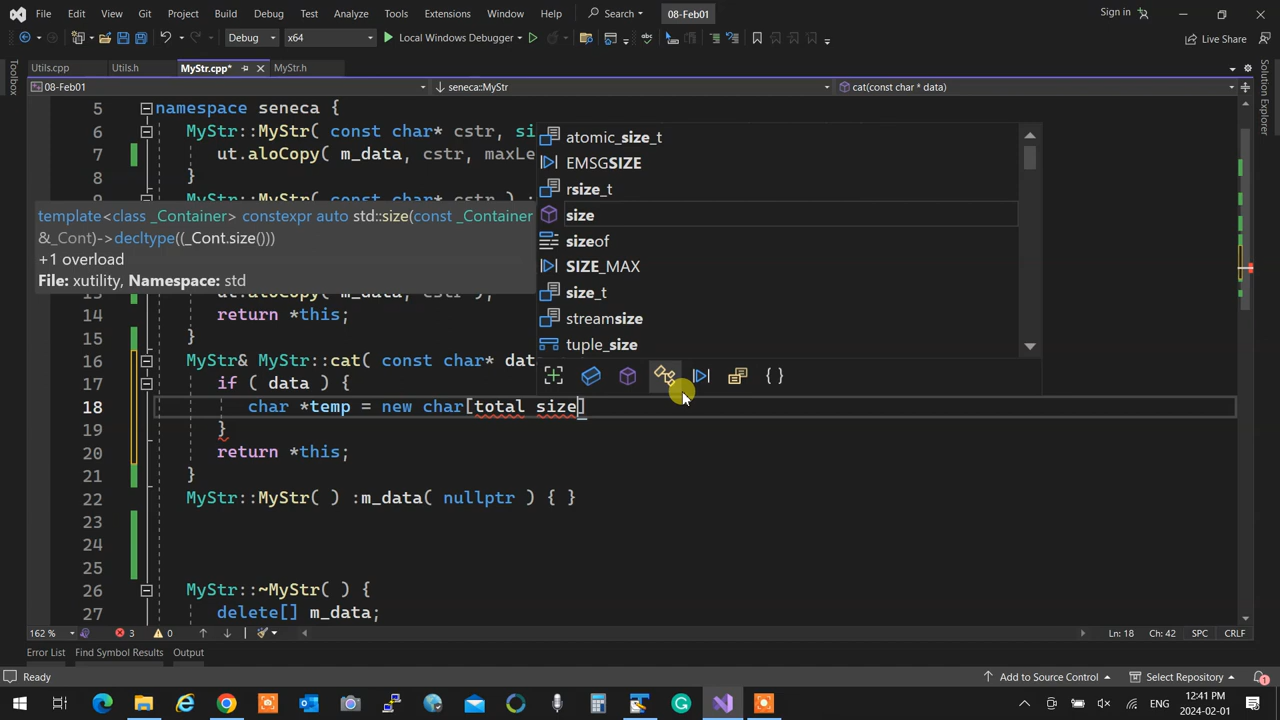 File Edit View Git Project Build Debug Test Analyze Tools Extensions Window Help Search 08-Feb01 Sign in
Debug x64 Local Windows Debugger Live Share
Toolbox
Solution Explorer
Utils.cpp Utils.h MyStr.cpp* MyStr.h
08-Feb01 seneca::MyStr cat(const char * data)
5 namespace seneca {
6 MyStr::MyStr( const char* cstr, si
7 ut.aloCopy( m_data, cstr, maxLe
8 }
template<class _Container> constexpr auto std::size(const _Container
&_Cont)->decltype((_Cont.size()))
+1 overload
File: xutility, Namespace: std
atomic_size_t
EMSGSIZE
rsize_t
size
sizeof
SIZE_MAX
size_t
streamsize
tuple_size
14 return *this;
15 }
16 MyStr& MyStr::cat( const char* dat
17 if ( data ) {
18 char *temp = new char[total size]
19 }
20 return *this;
21 }
22 MyStr::MyStr( ) :m_data( nullptr ) { }
23
24
25
26 MyStr::~MyStr( ) {
27 delete[] m_data;
162 % 3 0 Ln: 18 Ch: 42 SPC CRLF
Error List Find Symbol Results Output
Ready Add to Source Control Select Repository 1
ENG 12:41 PM
2024-02-01